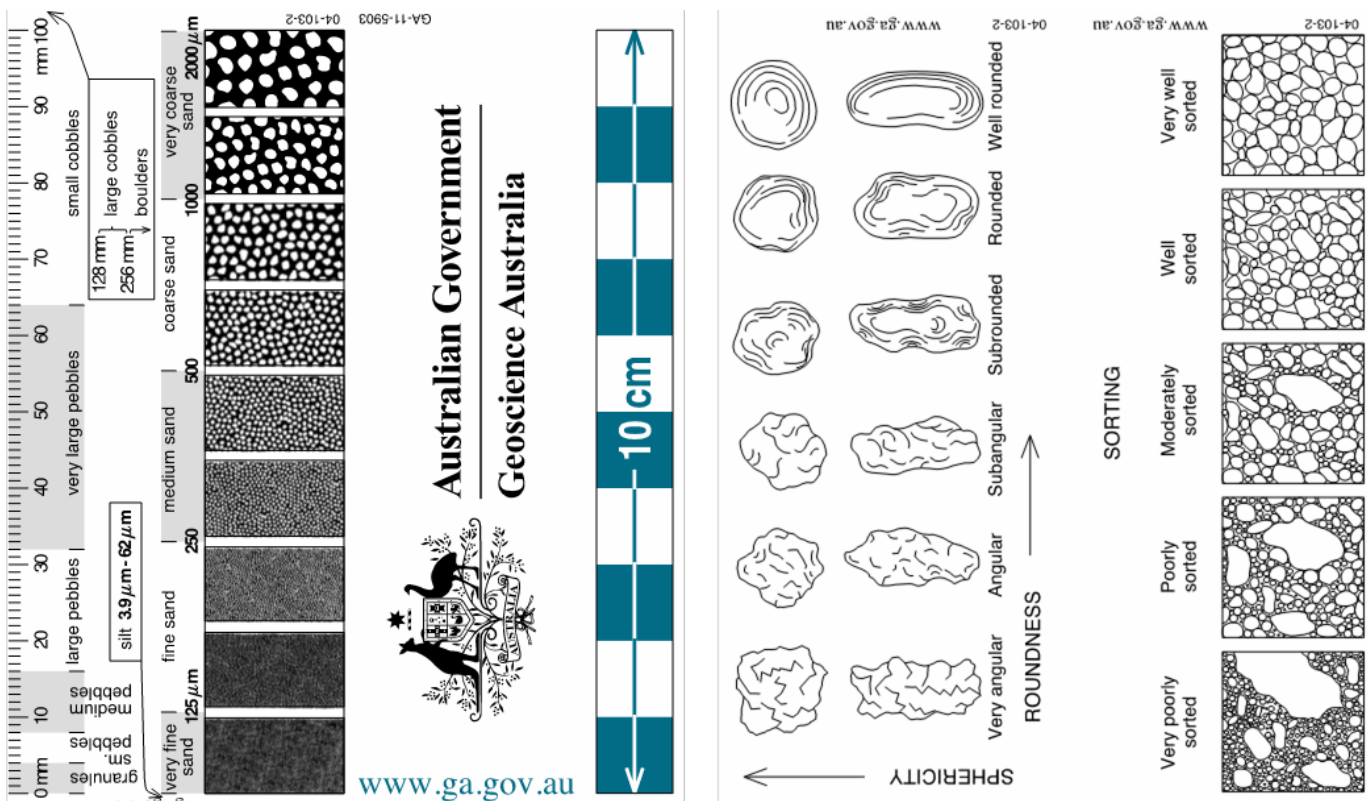 100
mm
90
80
70
60
50
40
30
20
10
0 mm
small cobbles
very large pebbles
large pebbles
medium
pebbles
sm.
pebbles
granules
128 mm
256 mm
large cobbles
boulders
silt 3.9 µm - 62 µm
very coarse
sand
coarse sand
medium sand
fine sand
very fine
sand
2000 µm
1000
500
250
125 µm
04-103-2
GA-11-5903
Australian Government
Geoscience Australia
AUSTRALIA
www.ga.gov.au
10 cm
www.ga.gov.au
04-103-2
Well rounded
Rounded
Subrounded
Subangular
Angular
Very angular
ROUNDNESS
SPHERICITY
www.ga.gov.au
04-103-2
SORTING
Very well
sorted
Well
sorted
Moderately
sorted
Poorly
sorted
Very poorly
sorted